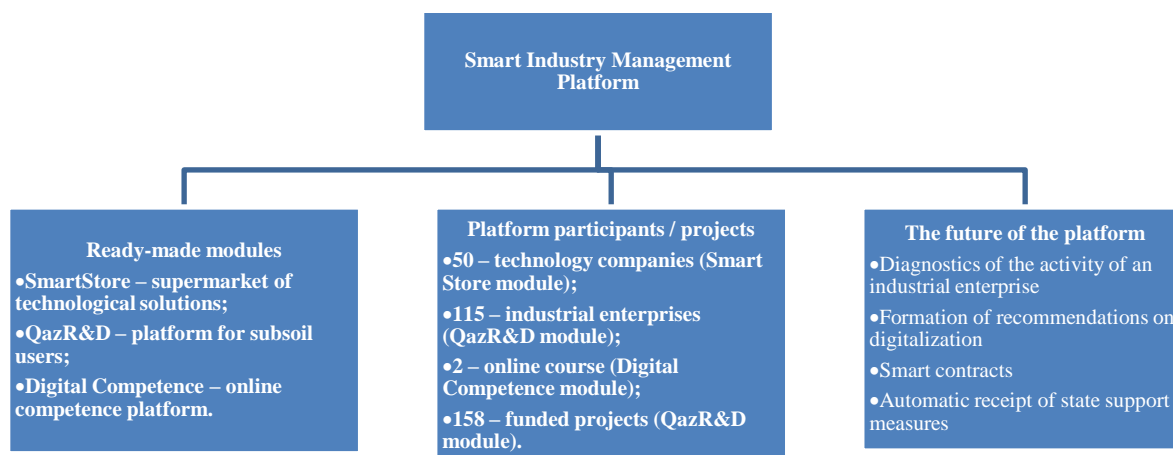 Smart Industry Management
Platform
Ready-made modules
•SmartStore – supermarket of
technological solutions;
•QazR&D – platform for subsoil
users;
•Digital Competence – online
competence platform.
Platform participants / projects
•50 – technology companies (Smart
Store module);
•115 – industrial enterprises
(QazR&D module);
•2 – online course (Digital
Competence module);
•158 – funded projects (QazR&D
module).
The future of the platform
•Diagnostics of the activity of an
industrial enterprise
•Formation of recommendations on
digitalization
•Smart contracts
•Automatic receipt of state support
measures